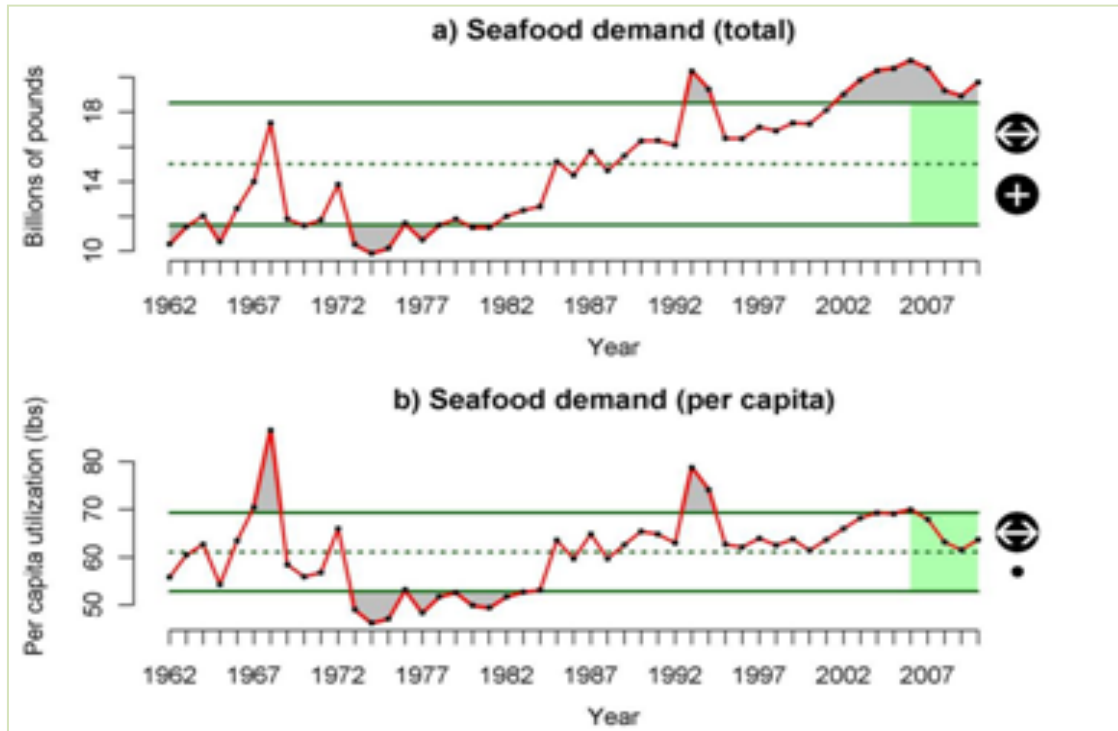 a) Seafood demand (total)
Billions of pounds
18
14
10
1962 1967 1972 1977 1982 1987 1992 1997 2002 2007
Year
b) Seafood demand (per capita)
Per capita utilization (lbs)
80
70
60
50
1962 1967 1972 1977 1982 1987 1992 1997 2002 2007
Year